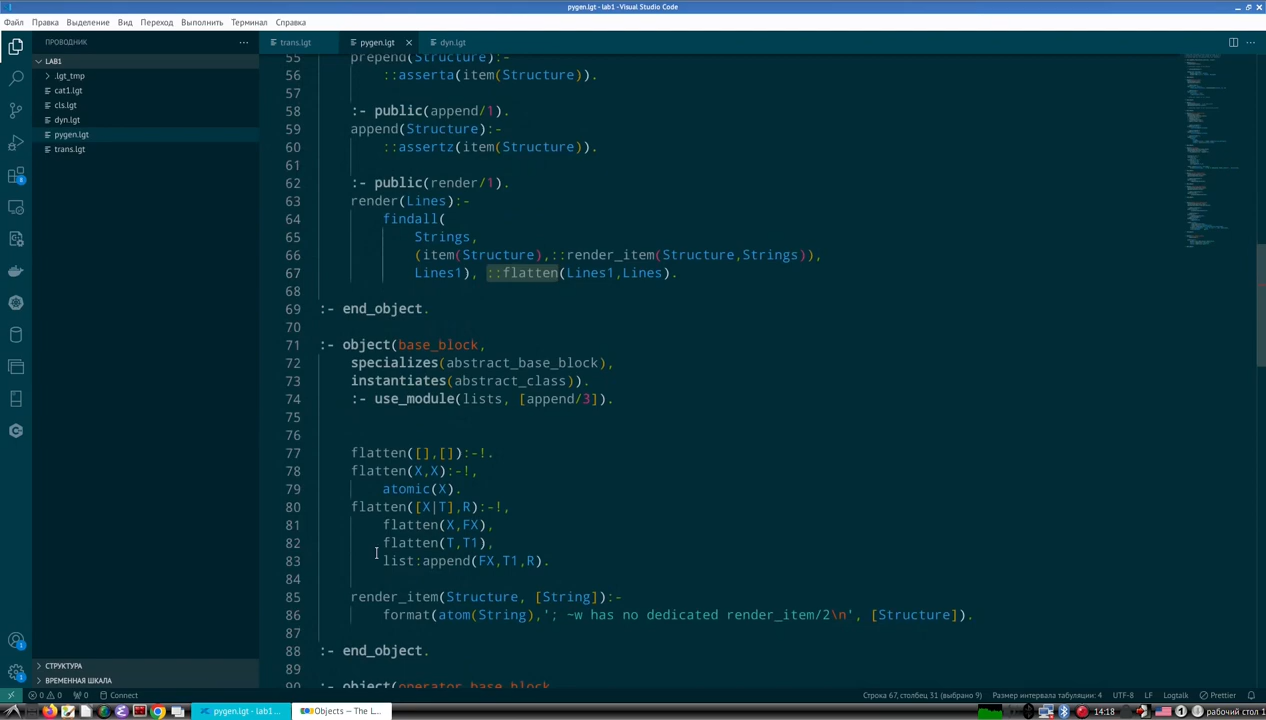 pygen.lgt - lab1 - Visual Studio Code
Файл Правка Выделение Вид Переход Выполнить Терминал Справка
ПРОВОДНИК
LAB1
.lgt_tmp
cat1.lgt
cls.lgt
dyn.lgt
pygen.lgt
trans.lgt
СТРУКТУРА
ВРЕМЕННАЯ ШКАЛА
trans.lgt pygen.lgt dyn.lgt
55 prepend(Structure):-
56 ::asserta(item(Structure)).
57
58 :- public(append/1).
59 append(Structure):-
60 ::assertz(item(Structure)).
61
62 :- public(render/1).
63 render(Lines):-
64 findall(
65 Strings,
66 (item(Structure),::render_item(Structure,Strings)),
67 Lines1), ::flatten(Lines1,Lines).
68
69 :- end_object.
70
71 :- object(base_block,
72 specializes(abstract_base_block),
73 instantiates(abstract_class)).
74 :- use_module(lists, [append/3]).
75
76
77 flatten([],[]):-!.
78 flatten(X,X):-!,
79 atomic(X).
80 flatten([X|T],R):-!,
81 flatten(X,FX),
82 flatten(T,T1),
83 list:append(FX,T1,R).
84
85 render_item(Structure, [String]):-
86 format(atom(String),'; ~w has no dedicated render_item/2\n', [Structure]).
87
88 :- end_object.
89
90 :- object(operator_base_block,
0 0 0 Connect
Строка 67, столбец 31 (выбрано 9) Размер интервала табуляции: 4 UTF-8 LF Logtalk Prettier
pygen.lgt - lab1... Objects — The L... 14:18 рабочий стол 1